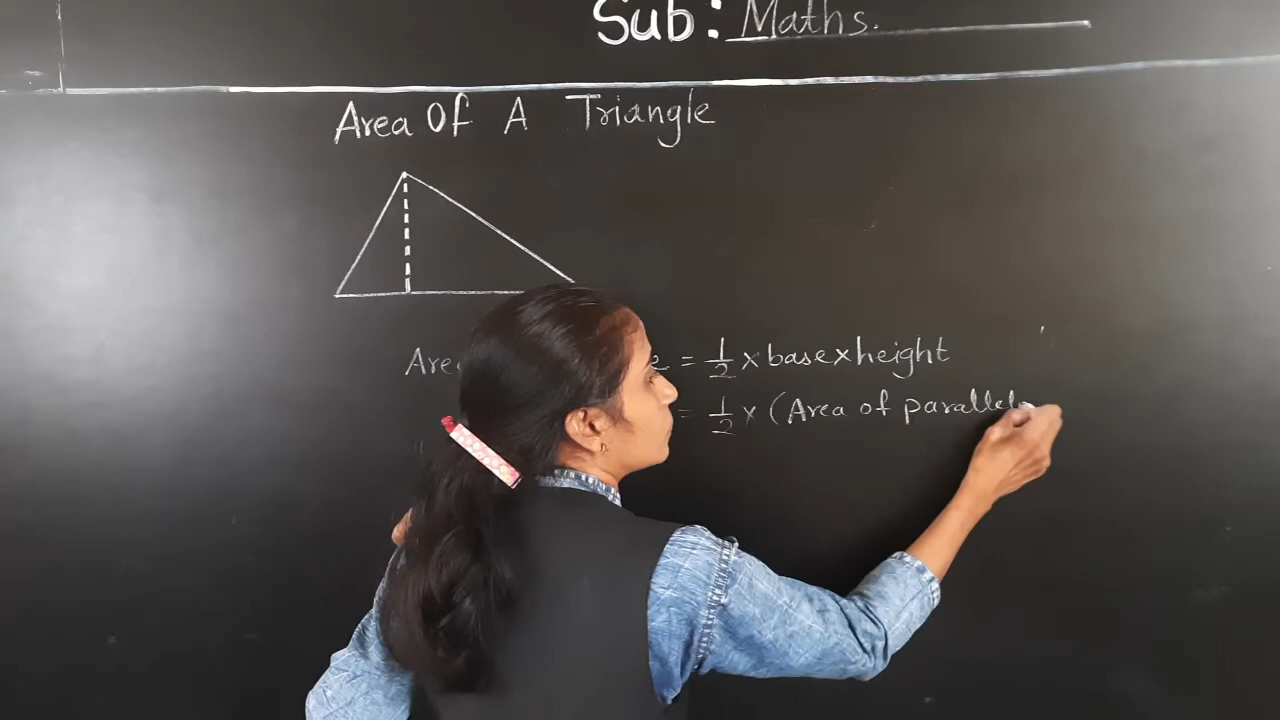 Sub: Maths.
Area Of A Triangle
Are = 1/2 x base x height
= 1/2 x (Area of parallel